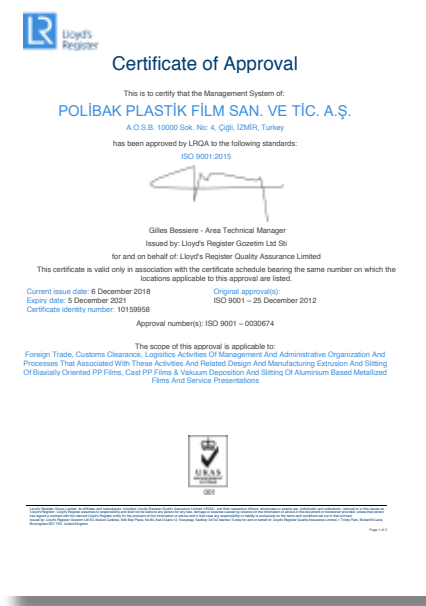 LR
Lloyd's
Register
Certificate of Approval
This is to certify that the Management System of:
POLİBAK PLASTİK FİLM SAN. VE TİC. A.Ş.
A.O.S.B. 10000 Sok. No: 4, Çiğli, İZMİR, Turkey
has been approved by LRQA to the following standards:
ISO 9001:2015
Gilles Bessiere - Area Technical Manager
Issued by: Lloyd's Register Gozetim Ltd Sti
for and on behalf of: Lloyd's Register Quality Assurance Limited
This certificate is valid only in association with the certificate schedule bearing the same number on which the
locations applicable to this approval are listed.
Current issue date: 6 December 2018
Expiry date: 5 December 2021
Certificate identity number: 10159958
Original approval(s):
ISO 9001 – 25 December 2012
Approval number(s): ISO 9001 – 0030674
The scope of this approval is applicable to:
Foreign Trade, Customs Clearance, Logisitics Activities Of Management And Administrative Organization And
Processes That Associated With These Activities And Related Design And Manufacturing Extrusion And Slitting
Of Biaxially Oriented PP Films, Cast PP Films & Vakuum Deposition And Slitting Of Aluminium Based Metallized
Films And Service Presentations
UKAS
001